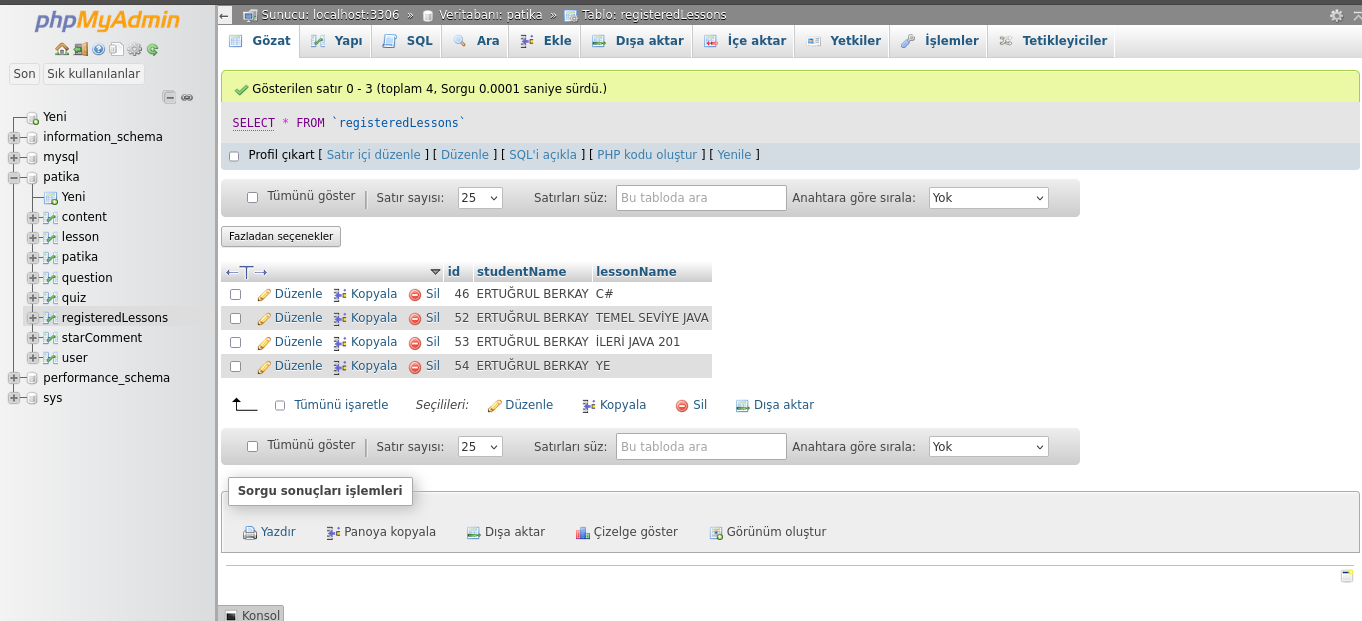 phpMyAdmin
Son Sık kullanılanlar
Yeni
information_schema
mysql
patika
Yeni
content
lesson
patika
question
quiz
registeredLessons
starComment
user
performance_schema
sys
Sunucu: localhost:3306 » Veritabanı: patika » Tablo: registeredLessons
Gözat Yapı SQL Ara Ekle Dışa aktar İçe aktar Yetkiler İşlemler Tetikleyiciler
Gösterilen satır 0 - 3 (toplam 4, Sorgu 0.0001 saniye sürdü.)
SELECT * FROM `registeredLessons`
Profil çıkart [ Satır içi düzenle ] [ Düzenle ] [ SQL'i açıkla ] [ PHP kodu oluştur ] [ Yenile ]
Tümünü göster Satır sayısı: 25 Satırları süz: Bu tabloda ara Anahtara göre sırala: Yok
Fazladan seçenekler
←T→ id studentName lessonName
Düzenle Kopyala Sil 46 ERTUĞRUL BERKAY C#
Düzenle Kopyala Sil 52 ERTUĞRUL BERKAY TEMEL SEVİYE JAVA
Düzenle Kopyala Sil 53 ERTUĞRUL BERKAY İLERİ JAVA 201
Düzenle Kopyala Sil 54 ERTUĞRUL BERKAY YE
Tümünü işaretle Seçilileri: Düzenle Kopyala Sil Dışa aktar
Tümünü göster Satır sayısı: 25 Satırları süz: Bu tabloda ara Anahtara göre sırala: Yok
Sorgu sonuçları işlemleri
Yazdır Panoya kopyala Dışa aktar Çizelge göster Görünüm oluştur
Konsol